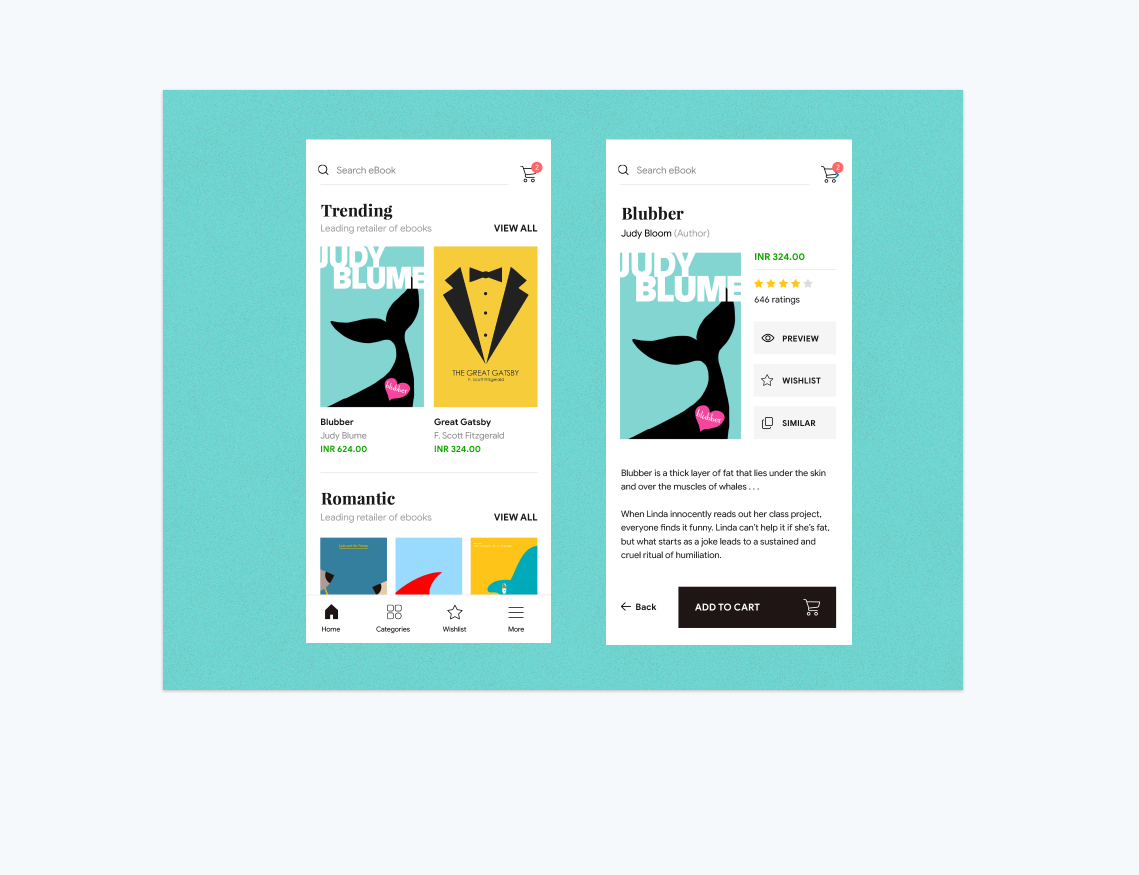 Search eBook
2
Trending
Leading retailer of ebooks
VIEW ALL
JUDY
BLUME
blubber
THE GREAT GATSBY
F. Scott Fitzgerald
Blubber
Judy Blume
INR 624.00
Great Gatsby
F. Scott Fitzgerald
INR 324.00
Romantic
Leading retailer of ebooks
VIEW ALL
Home
Categories
Wishlist
More
Search eBook
2
Blubber
Judy Bloom (Author)
JUDY
BLUME
blubber
INR 324.00
646 ratings
PREVIEW
WISHLIST
SIMILAR
Blubber is a thick layer of fat that lies under the skin
and over the muscles of whales . . .
When Linda innocently reads out her class project,
everyone finds it funny. Linda can't help it if she's fat,
but what starts as a joke leads to a sustained and
cruel ritual of humiliation.
Back
ADD TO CART